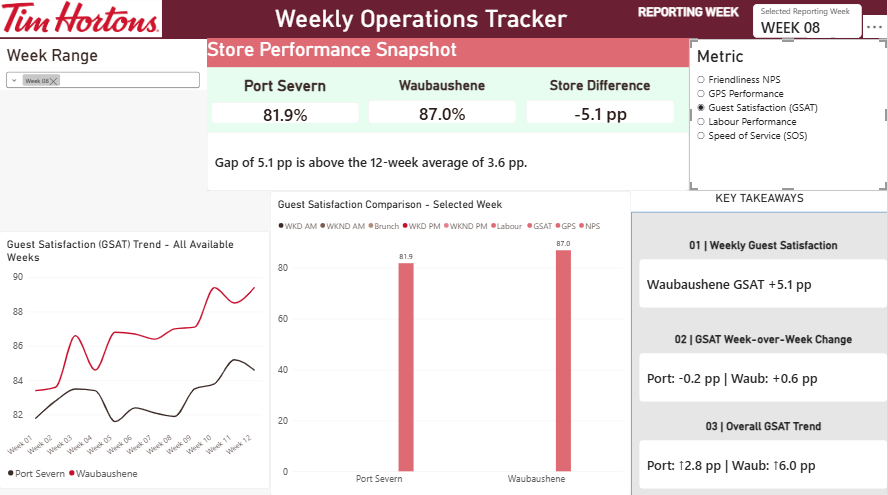 Tim Hortons.
Weekly Operations Tracker
REPORTING WEEK
Selected Reporting Week
WEEK 08
Week Range
Week 08
Store Performance Snapshot
Port Severn
Waubaushene
Store Difference
81.9%
87.0%
-5.1 pp
Gap of 5.1 pp is above the 12-week average of 3.6 pp.
Metric
Friendliness NPS
GPS Performance
Guest Satisfaction (GSAT)
Labour Performance
Speed of Service (SOS)
Guest Satisfaction (GSAT) Trend - All Available
Weeks
90
88
86
84
82
Week 01
Week 02
Week 03
Week 04
Week 05
Week 06
Week 07
Week 08
Week 09
Week 10
Week 11
Week 12
Port Severn
Waubaushene
Guest Satisfaction Comparison - Selected Week
WKD AM
WKND AM
Brunch
WKD PM
WKND PM
Labour
GSAT
GPS
NPS
81.9
87.0
80
60
40
20
0
Port Severn
Waubaushene
KEY TAKEAWAYS
01 | Weekly Guest Satisfaction
Waubaushene GSAT +5.1 pp
02 | GSAT Week-over-Week Change
Port: -0.2 pp | Waub: +0.6 pp
03 | Overall GSAT Trend
Port: ↑2.8 pp | Waub: ↑6.0 pp